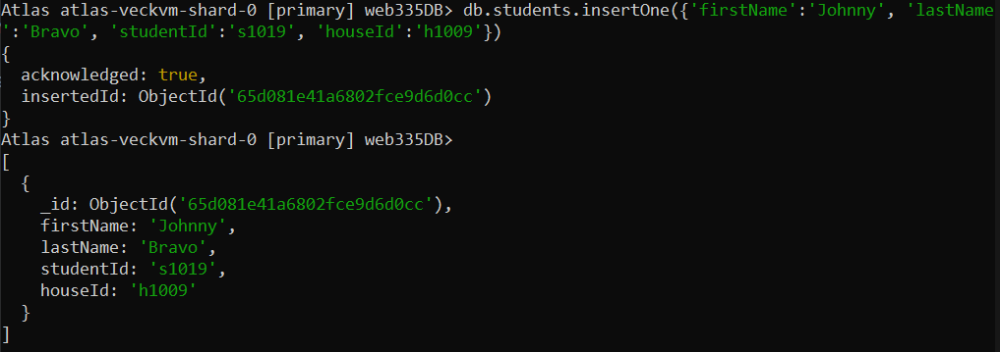 Atlas atlas-veckvm-shard-0 [primary] web335DB> db.students.insertOne({'firstName':'Johnny', 'lastName
':'Bravo', 'studentId':'s1019', 'houseId':'h1009'})
{
  acknowledged: true,
  insertedId: ObjectId('65d081e41a6802fce9d6d0cc')
}
Atlas atlas-veckvm-shard-0 [primary] web335DB>
[
  {
    _id: ObjectId('65d081e41a6802fce9d6d0cc'),
    firstName: 'Johnny',
    lastName: 'Bravo',
    studentId: 's1019',
    houseId: 'h1009'
  }
]